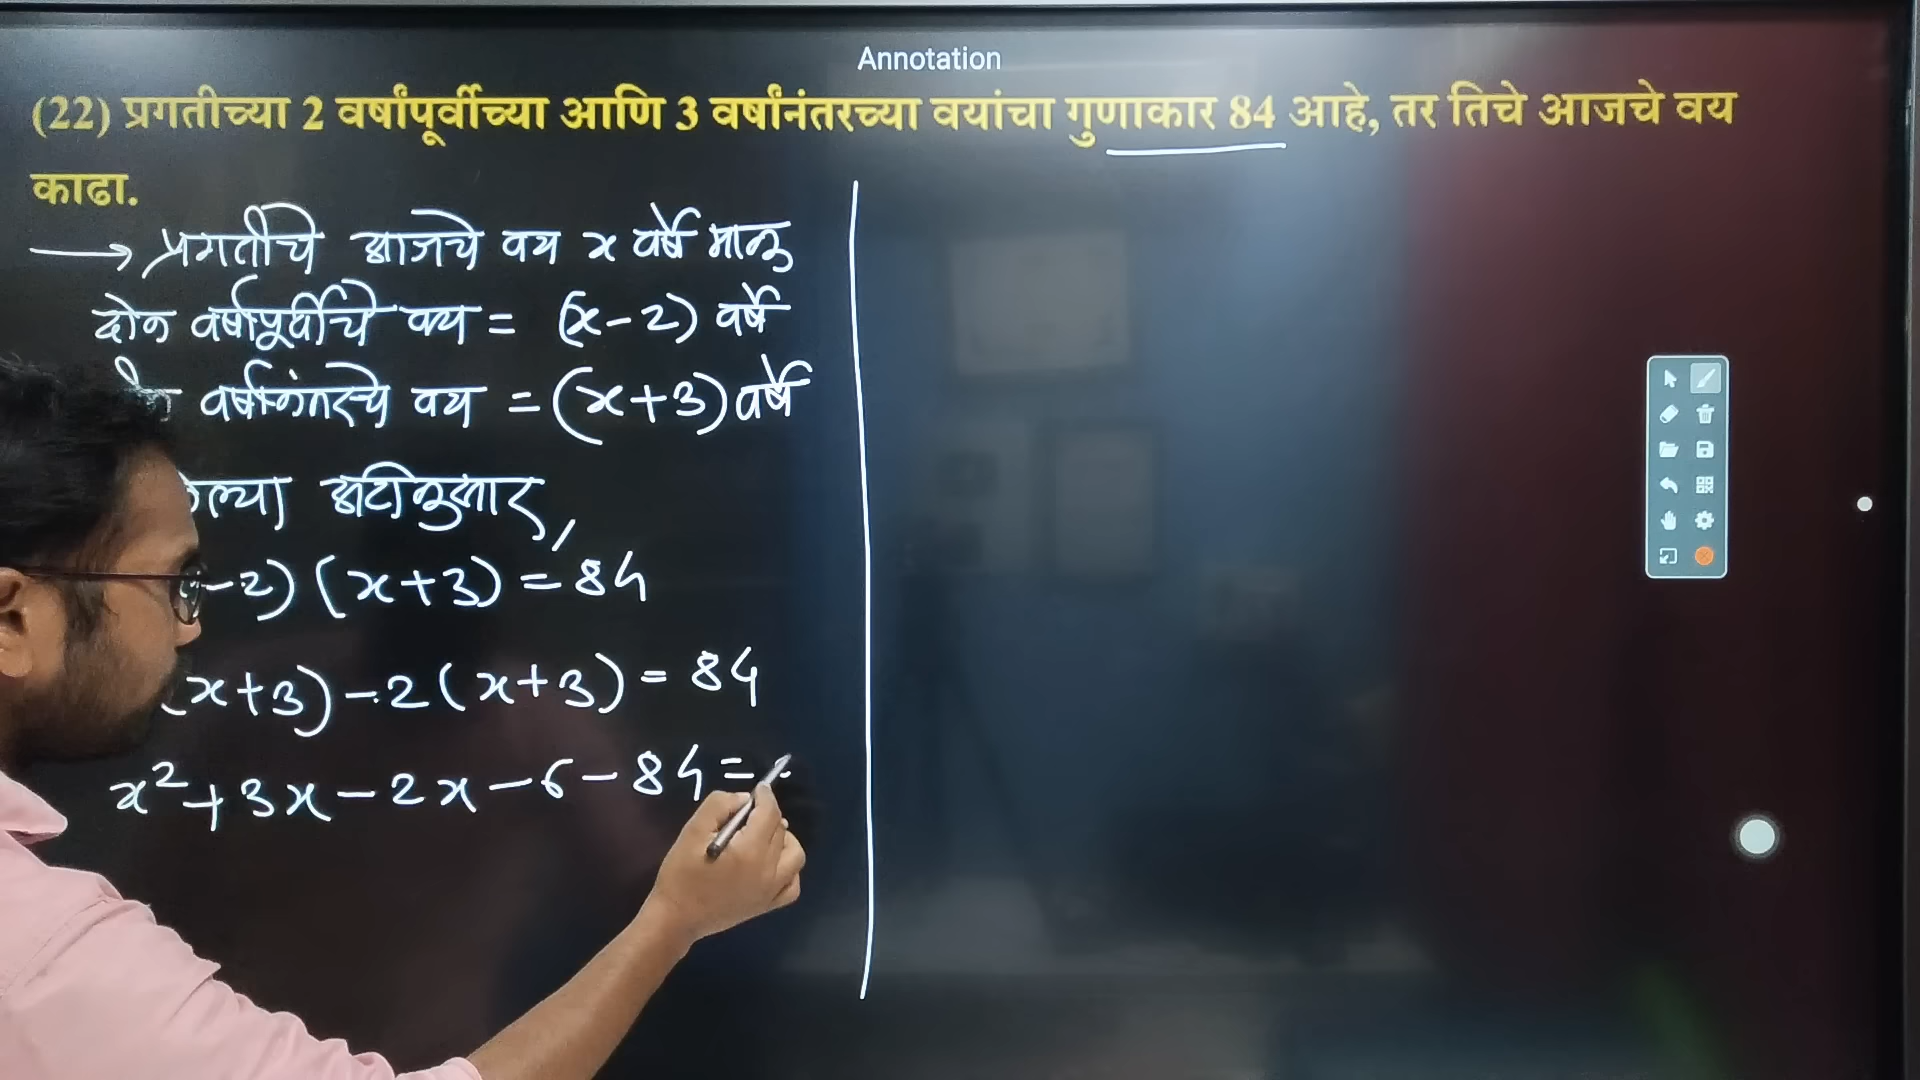 Annotation
(22) प्रगतीच्या 2 वर्षांपूर्वीच्या आणि 3 वर्षांनंतरच्या वयांचा गुणाकार 84 आहे, तर तिचे आजचे वय
काढा.
→ प्रगतीचे आजचे वय x वर्षे मानू
दोन वर्षांपूर्वीचे वय = (x-2) वर्षे
वर्षांनंतरचे वय = (x+3) वर्षे
अटीनुसार,
-2) (x+3) = 84
(x+3) -2 (x+3) = 84
x² + 3x - 2x - 6 - 84 =